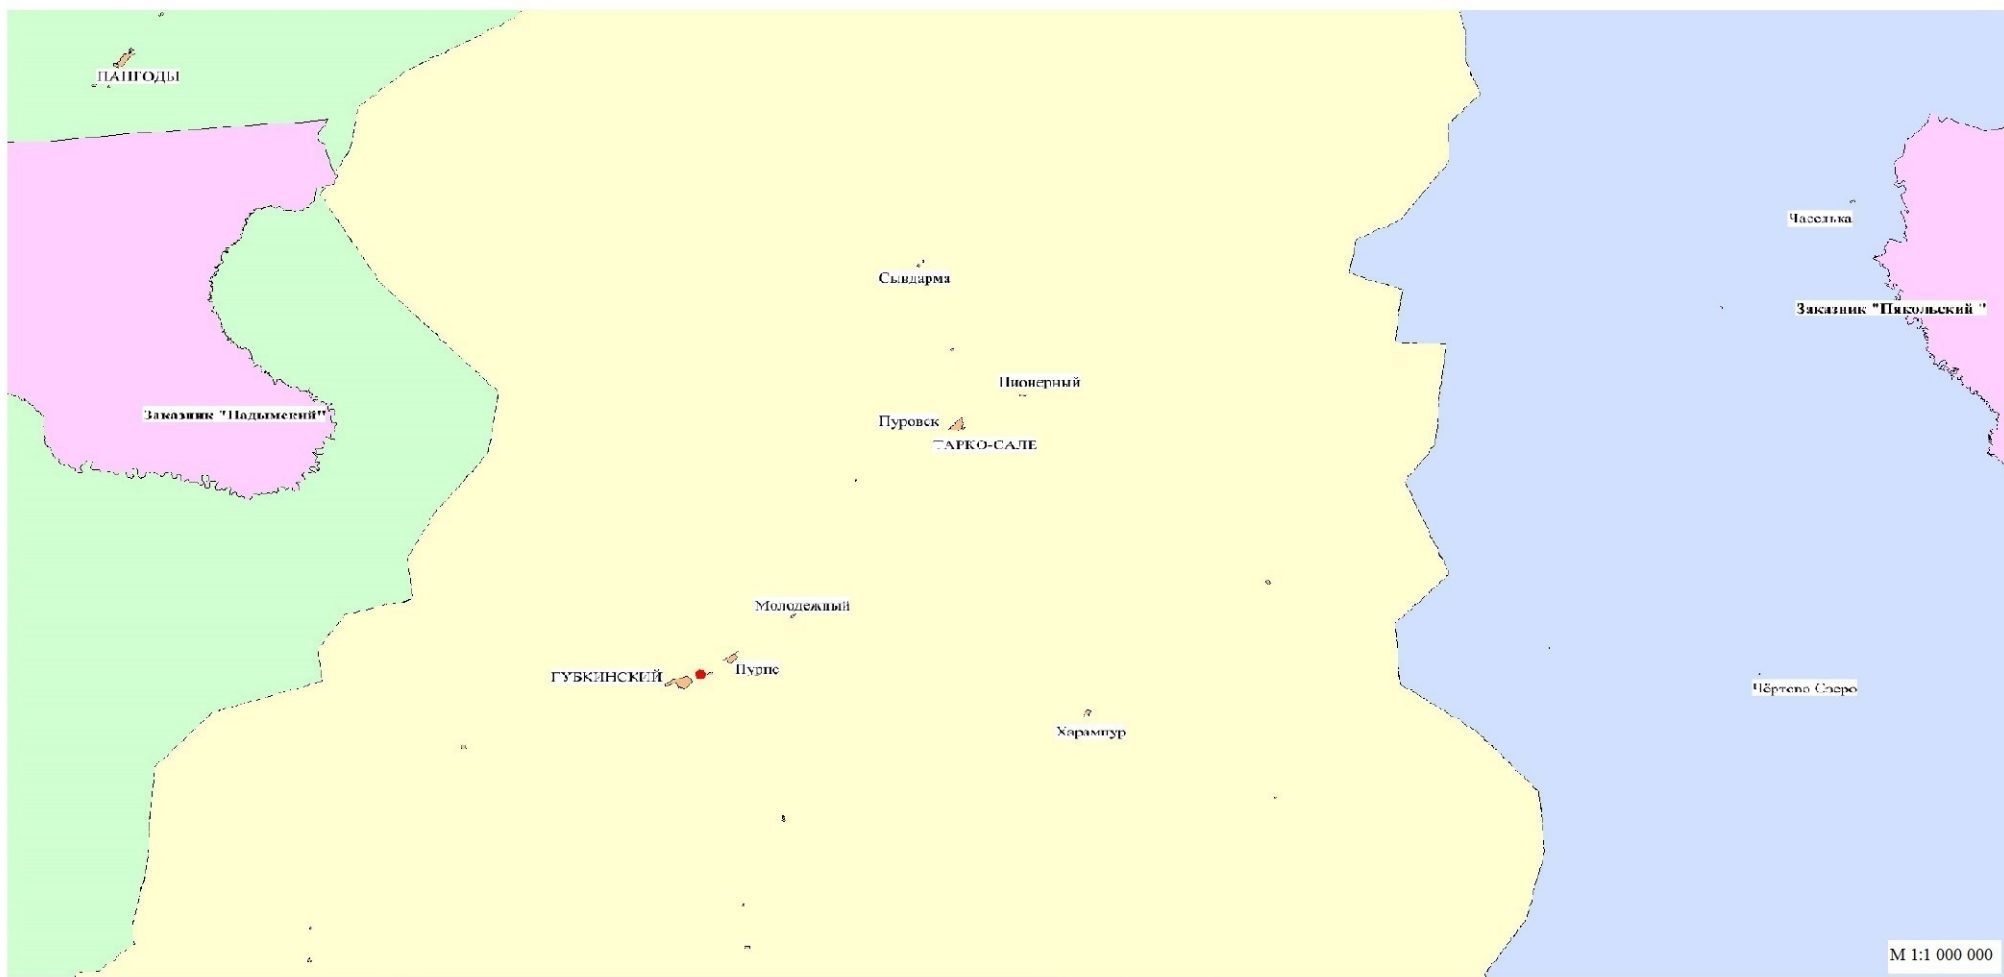 ПАНГОДЫ
Часелька
Сывдарма
Заказник "Пякольский "
Пионерный
Заказник "Надымский"
Пуровск
ТАРКО-САЛЕ
Молодежный
Пурпе
ГУБКИНСКИЙ
Чёртово Озеро
Харампур
М 1:1 000 000